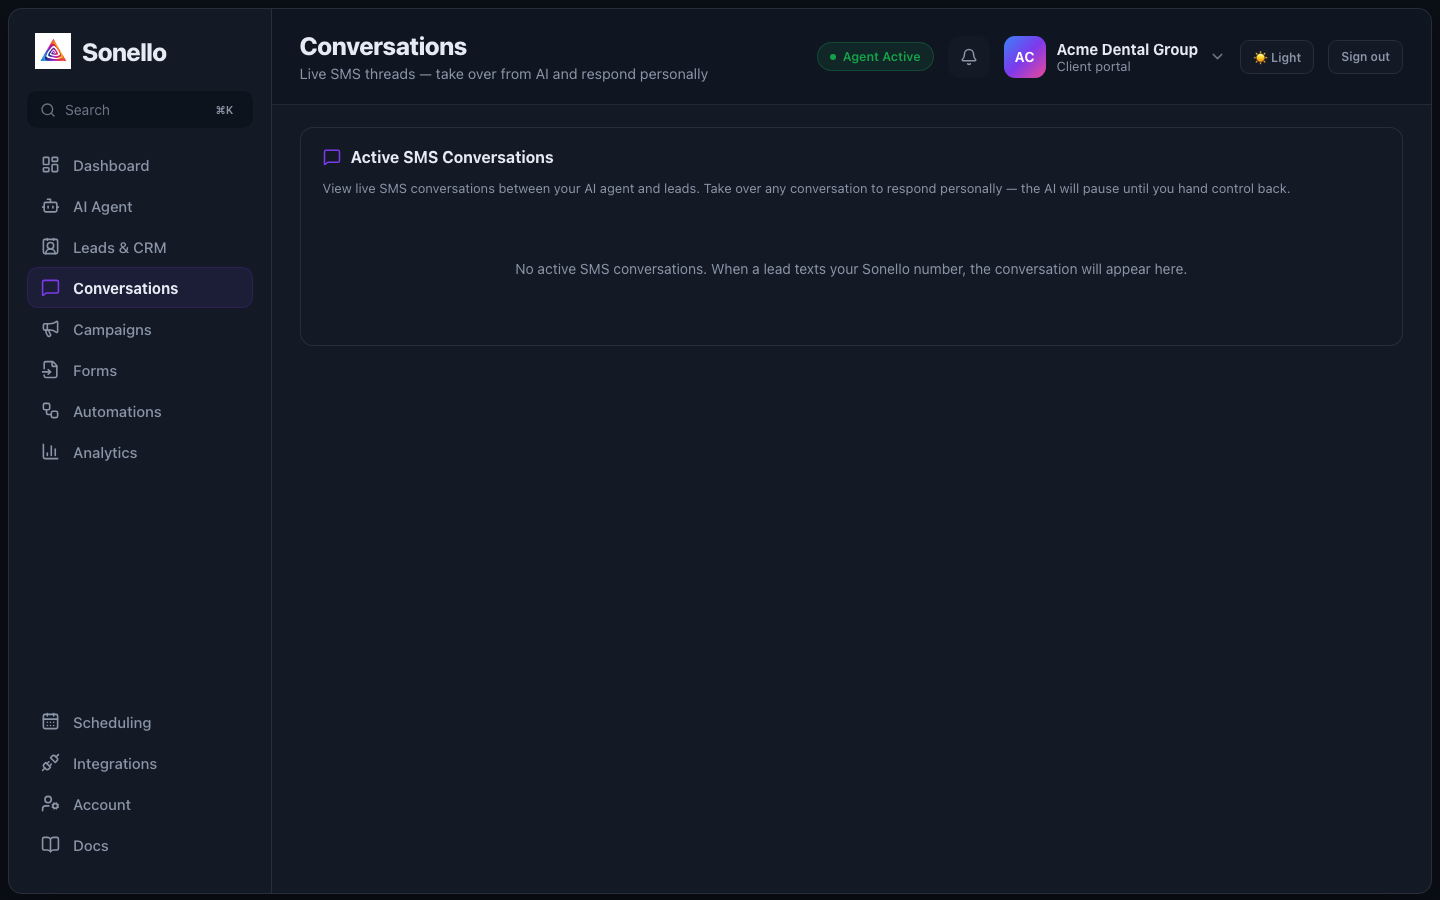 Sonello
Search ⌘K
Dashboard
AI Agent
Leads & CRM
Conversations
Campaigns
Forms
Automations
Analytics
Scheduling
Integrations
Account
Docs
Conversations
Live SMS threads — take over from AI and respond personally
Agent Active
AC
Acme Dental Group
Client portal
☀️ Light
Sign out
Active SMS Conversations
View live SMS conversations between your AI agent and leads. Take over any conversation to respond personally — the AI will pause until you hand control back.
No active SMS conversations. When a lead texts your Sonello number, the conversation will appear here.